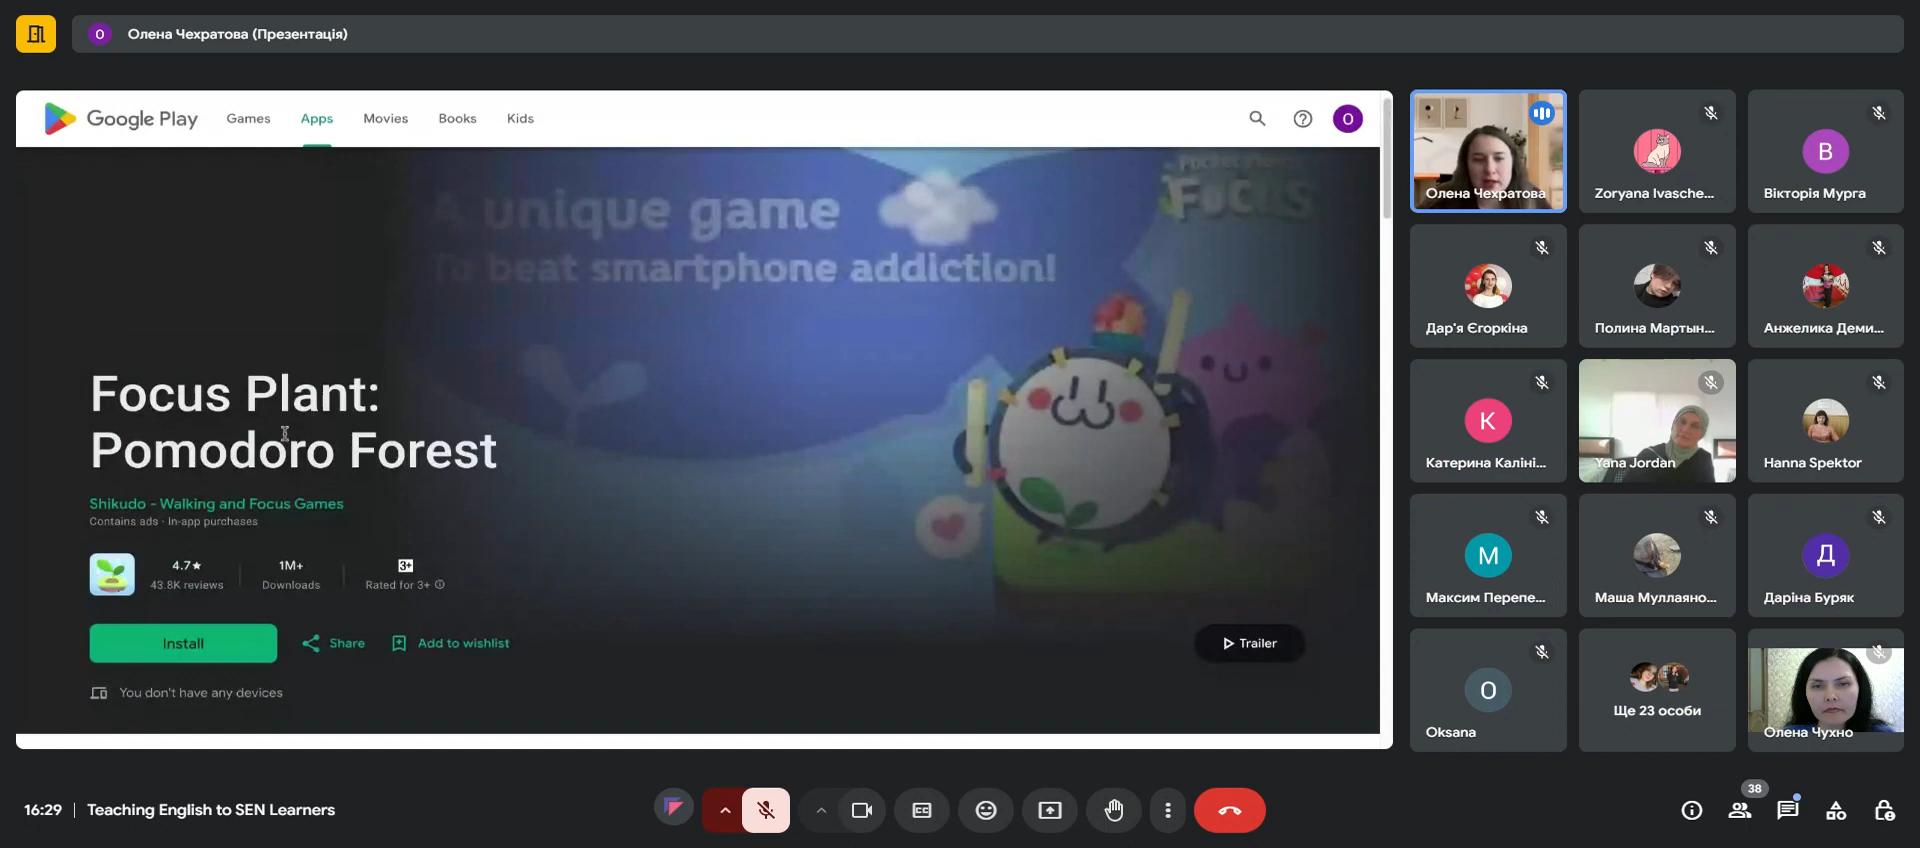 O Олена Чехратова (Презентація)
Google Play Games Apps Movies Books Kids O
A unique game
To beat smartphone addiction!
FOCUS
Focus Plant:
Pomodoro Forest
Shikudo - Walking and Focus Games
Contains ads · In-app purchases
4.7★ 1M+ 3+
43.8K reviews Downloads Rated for 3+
Install Share Add to wishlist Trailer
You don't have any devices
Олена Чехратова Zoryana Ivasche... В Вікторія Мурга
Дар'я Єгоркіна Полина Мартын... Анжелика Деми...
К Катерина Каліні... Yana Jordan Hanna Spektor
М Максим Перепе... Маша Муллаяно... Д Даріна Буряк
O Oksana Ще 23 особи Олена Чухно
16:29 | Teaching English to SEN Learners CC 38